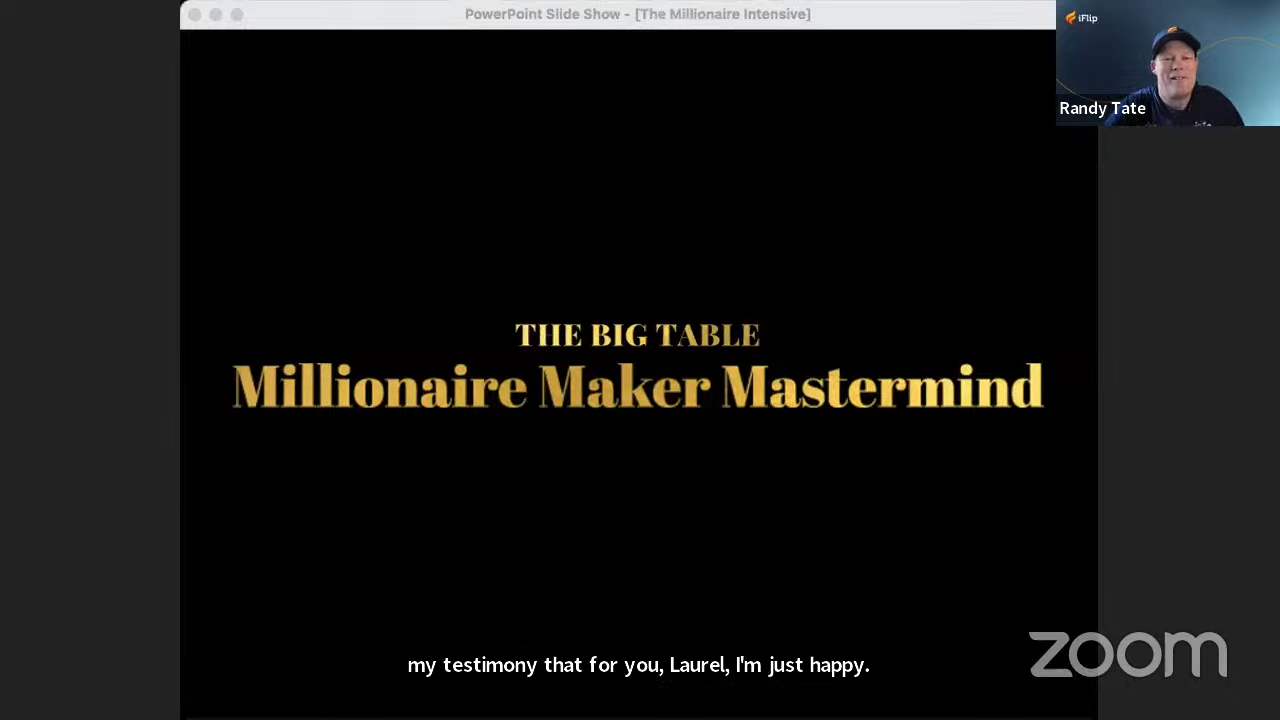 PowerPoint Slide Show - [The Millionaire Intensive]
iFlip
Randy Tate
THE BIG TABLE
Millionaire Maker Mastermind
my testimony that for you, Laurel, I'm just happy.
zoom